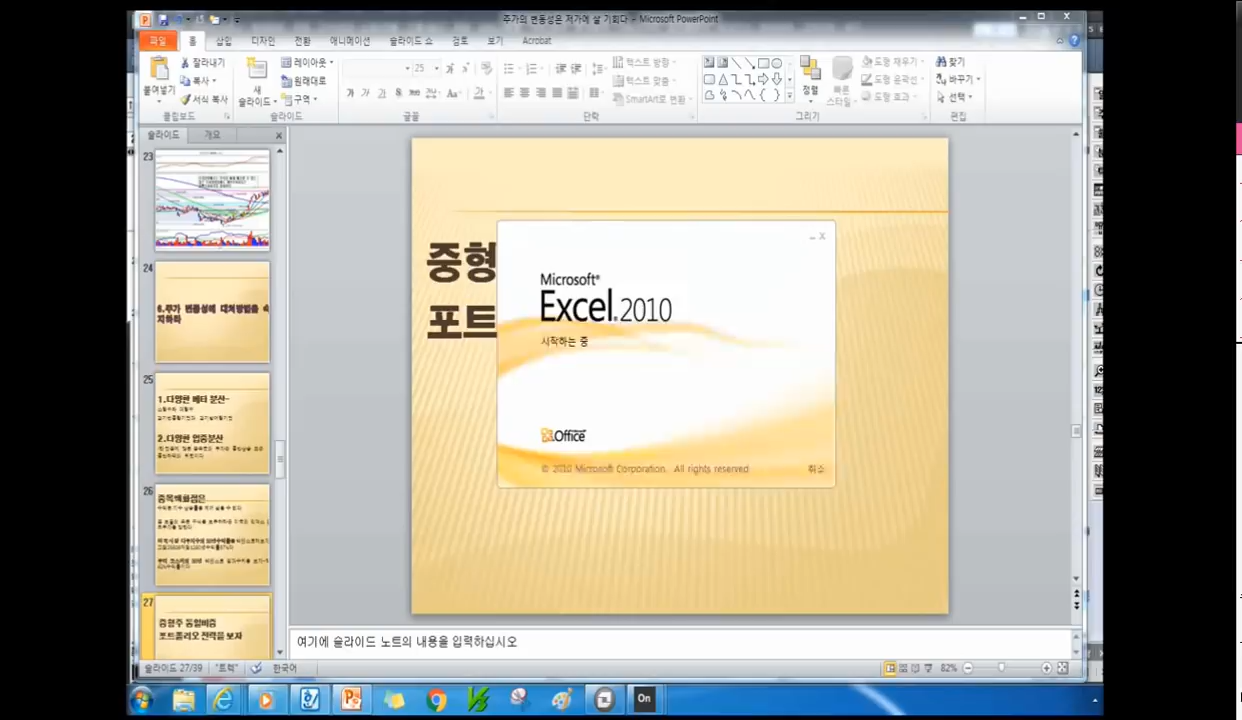 주가의 변동성은 저가에 살 기회다 - Microsoft PowerPoint
파일 홈 삽입 디자인 전환 애니메이션 슬라이드 쇼 검토 보기 Acrobat
붙여넣기
잘라내기
복사
서식 복사
클립보드
새 슬라이드
레이아웃
원래대로
구역
슬라이드
25
글꼴
텍스트 방향
텍스트 맞춤
SmartArt로 변환
단락
정렬
빠른 스타일
도형 채우기
도형 윤곽선
도형 효과
그리기
찾기
바꾸기
선택
편집
슬라이드 개요
23
24
6.주가 변동성에 대처방법을 숙지하라
25
1.다양한 베타 분산-
2.다양한 업종분산
26
27
중형주 동일비중
포트폴리오 전략을 보자
중형
포트
Microsoft®
Excel®2010
시작하는 중
Office
© 2010 Microsoft Corporation. All rights reserved
취소
여기에 슬라이드 노트의 내용을 입력하십시오
슬라이드 27/39 "트랙" 한국어 82%
On